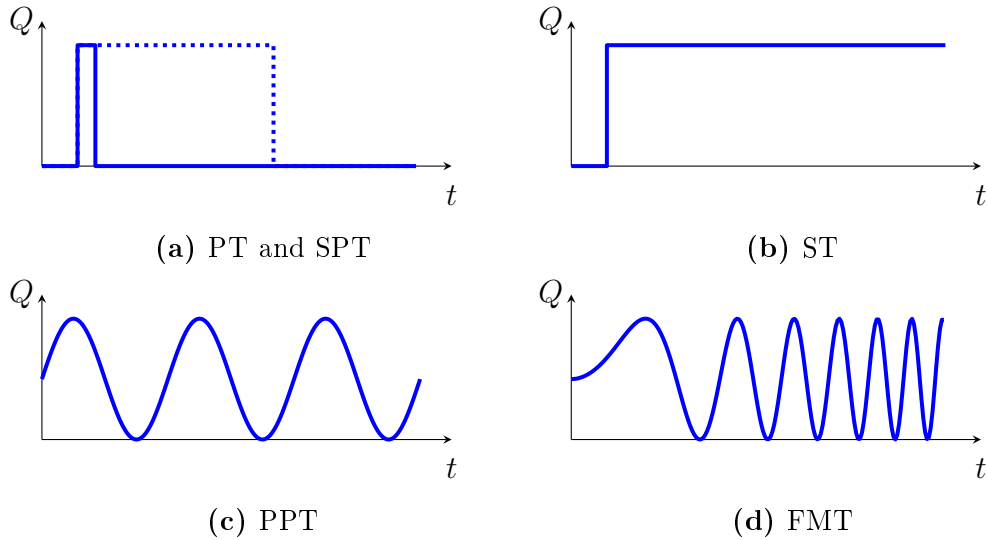 Q Q
t t
(a) PT and SPT (b) ST
Q Q
t t
(c) PPT (d) FMT